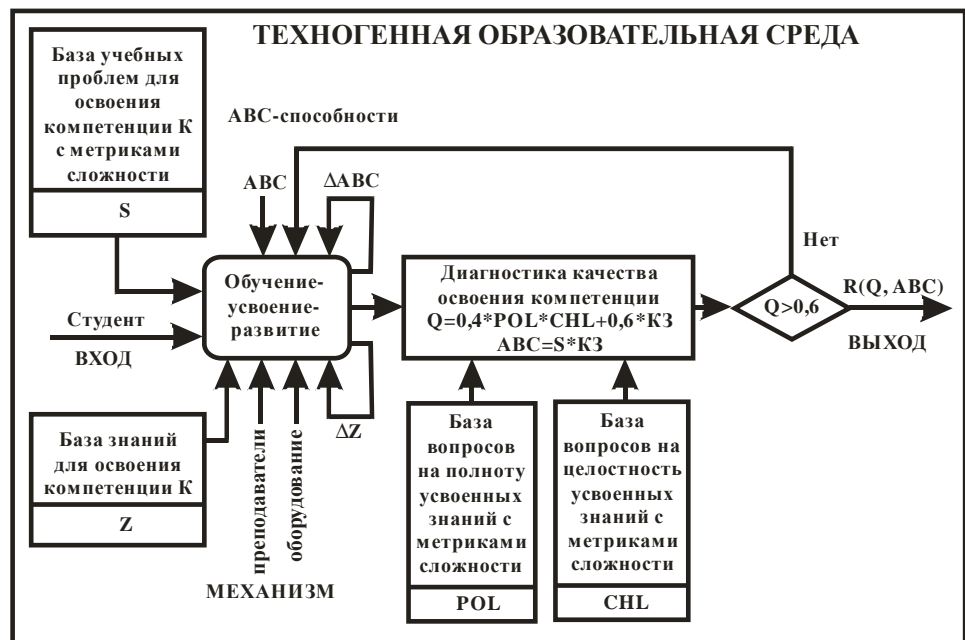 ТЕХНОГЕННАЯ ОБРАЗОВАТЕЛЬНАЯ СРЕДА
База учебных
проблем для
освоения
компетенции К
с метриками
сложности
S
АВС-способности
АВС
ΔАВС
Нет
Обучение-
усвоение-
развитие
Диагностика качества
освоения компетенции
Q=0,4*POL*CHL+0,6*КЗ
АВС=S*КЗ
Q>0,6
R(Q, ABC)
ВЫХОД
Студент
ВХОД
База знаний
для освоения
компетенции К
Z
преподаватели
оборудование
МЕХАНИЗМ
ΔZ
База
вопросов
на полноту
усвоенных
знаний с
метриками
сложности
POL
База
вопросов на
целостность
усвоенных
знаний с
метриками
сложности
CHL